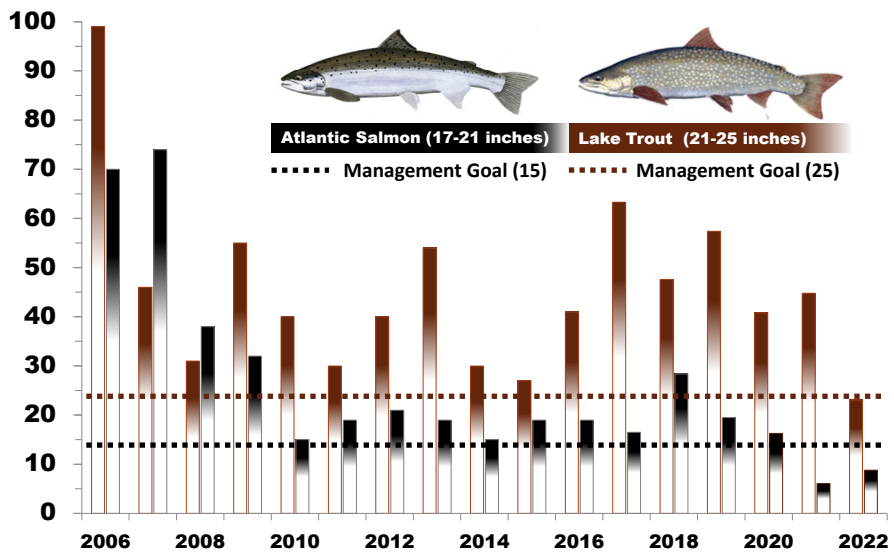 100
90
80
70
60
50
40
30
20
10
0
Atlantic Salmon (17-21 inches)
Lake Trout (21-25 inches)
Management Goal (15)
Management Goal (25)
2006 2008 2010 2012 2014 2016 2018 2020 2022